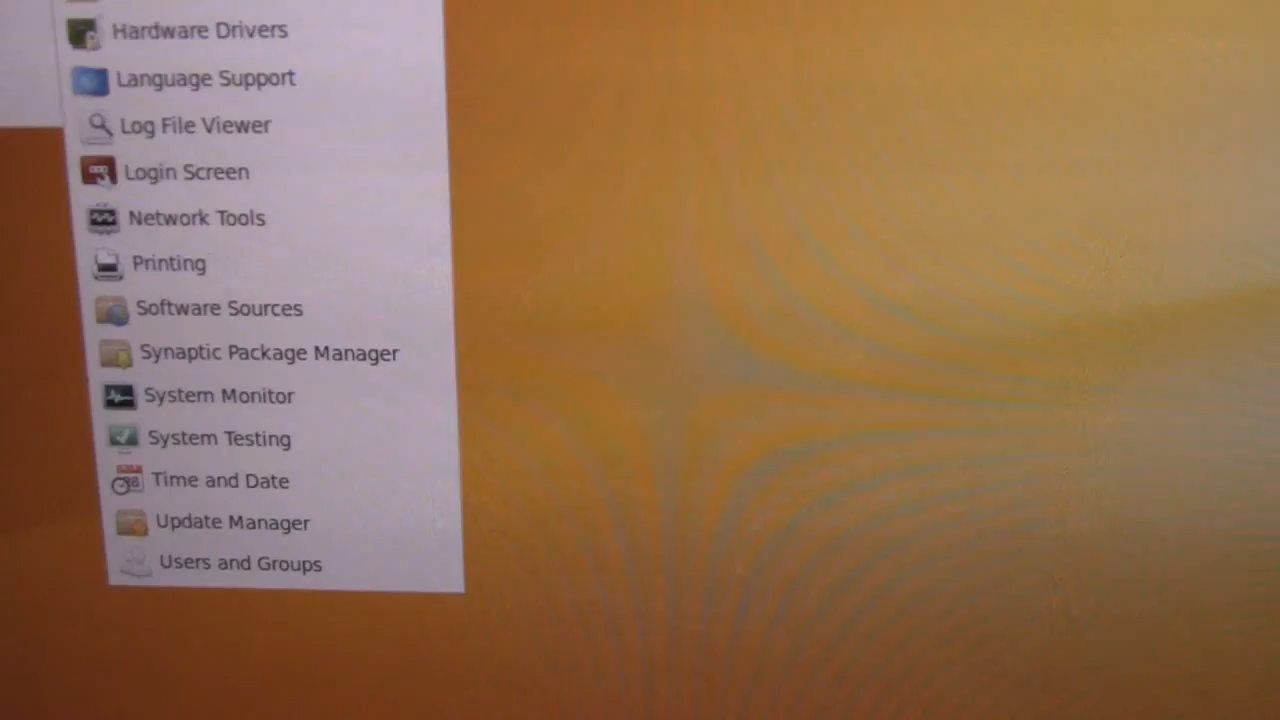 Hardware Drivers
Language Support
Log File Viewer
Login Screen
Network Tools
Printing
Software Sources
Synaptic Package Manager
System Monitor
System Testing
Time and Date
Update Manager
Users and Groups